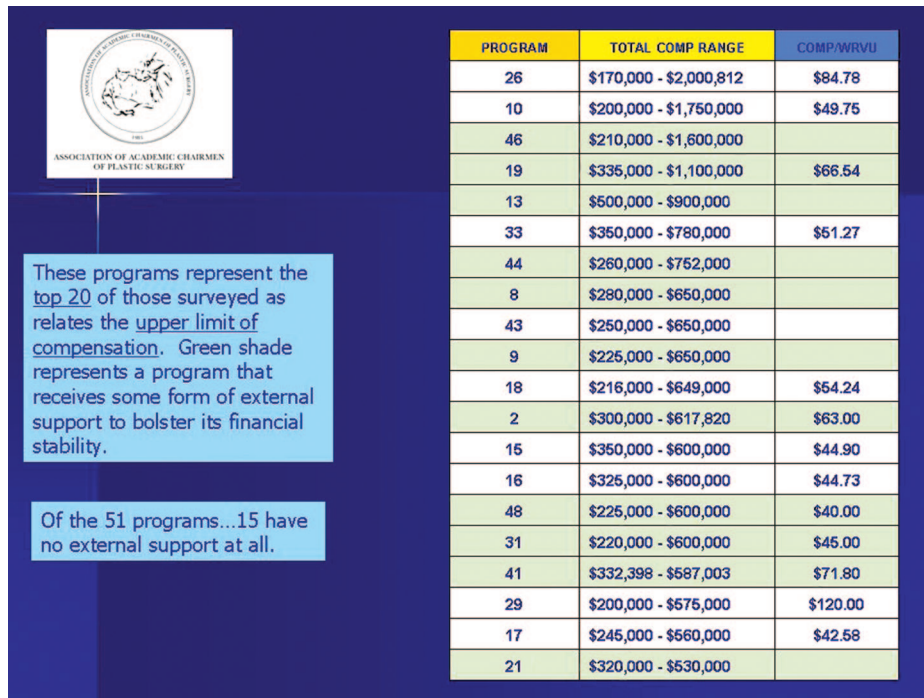 ASSOCIATION OF ACADEMIC CHAIRMEN
OF PLASTIC SURGERY
These programs represent the
top 20 of those surveyed as
relates the upper limit of
compensation. Green shade
represents a program that
receives some form of external
support to bolster its financial
stability.
Of the 51 programs...15 have
no external support at all.
PROGRAM TOTAL COMP RANGE COMP/WRVU
26 $170,000 - $2,000,812 $84.78
10 $200,000 - $1,750,000 $49.75
46 $210,000 - $1,600,000
19 $335,000 - $1,100,000 $66.54
13 $500,000 - $900,000
33 $350,000 - $780,000 $51.27
44 $260,000 - $752,000
8 $280,000 - $650,000
43 $250,000 - $650,000
9 $225,000 - $650,000
18 $216,000 - $649,000 $54.24
2 $300,000 - $617,820 $63.00
15 $350,000 - $600,000 $44.90
16 $325,000 - $600,000 $44.73
48 $225,000 - $600,000 $40.00
31 $220,000 - $600,000 $45.00
41 $332,398 - $587,003 $71.80
29 $200,000 - $575,000 $120.00
17 $245,000 - $560,000 $42.58
21 $320,000 - $530,000